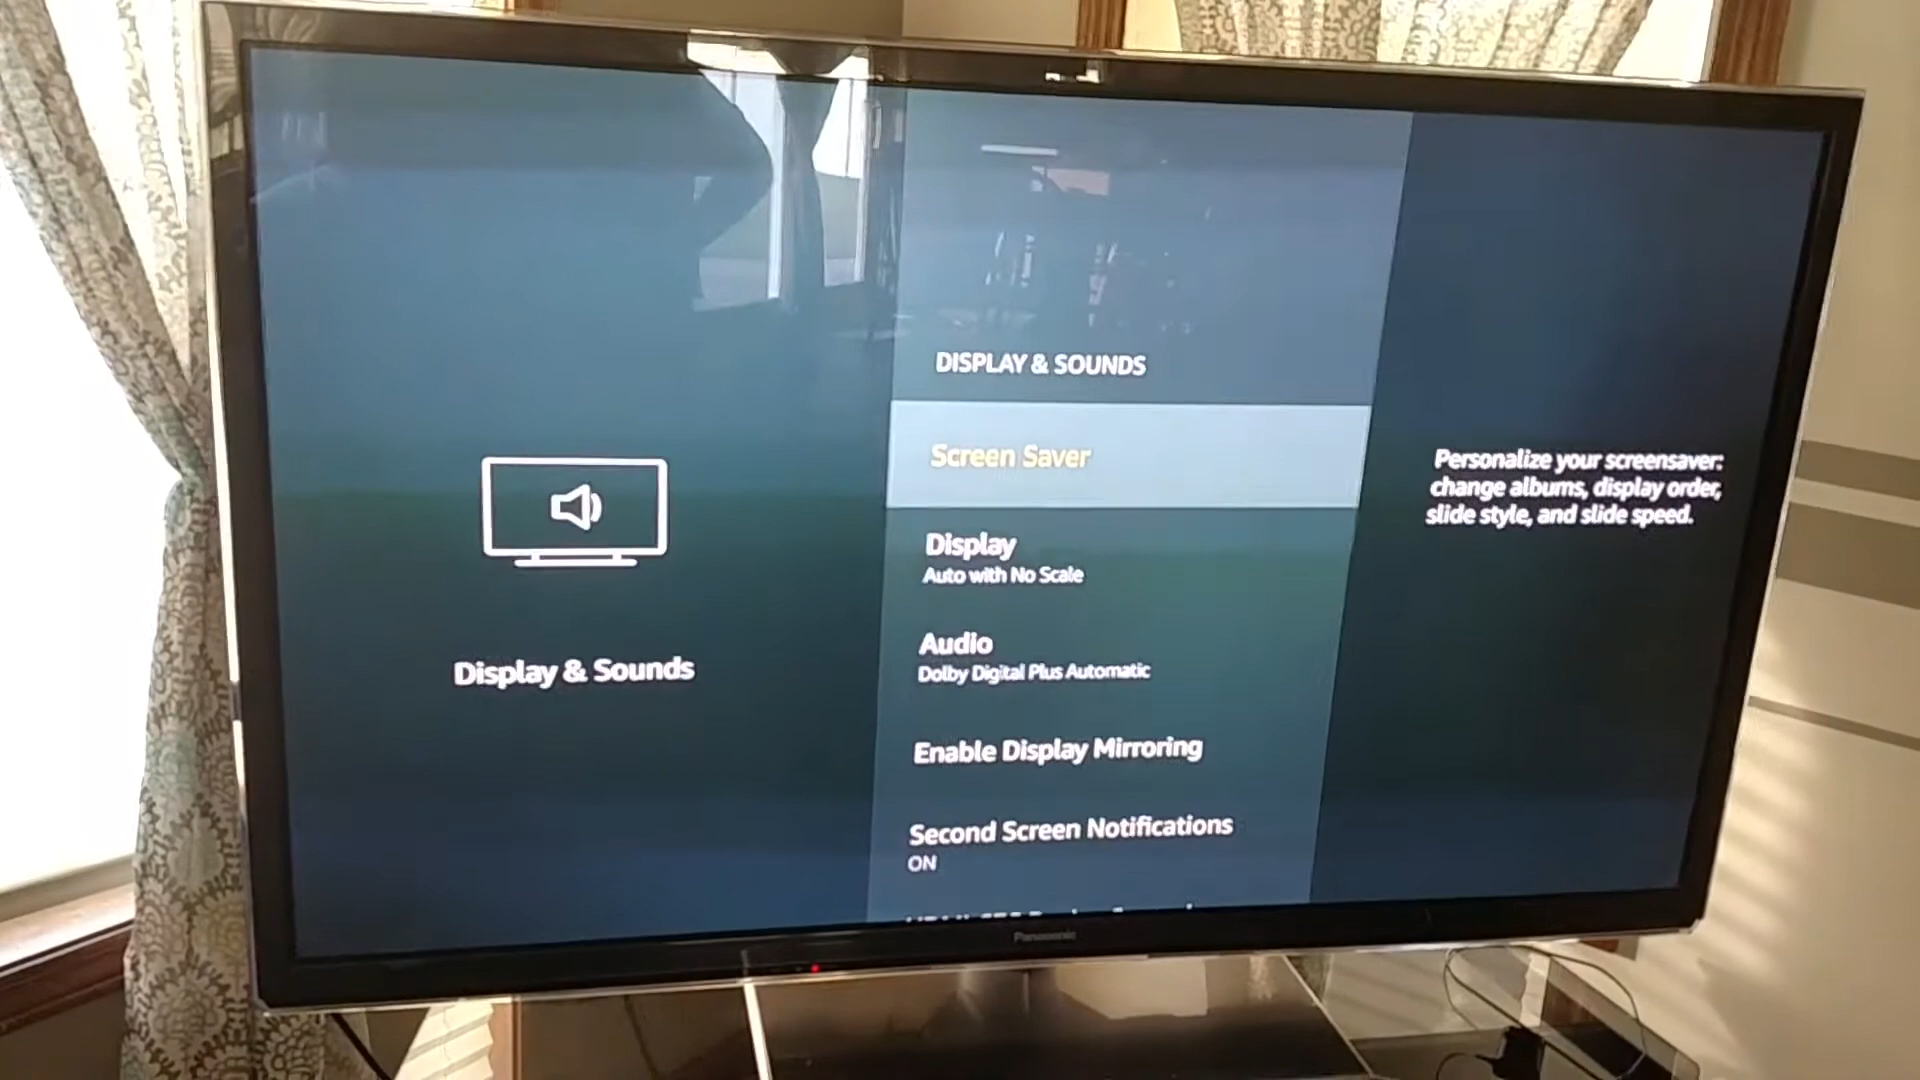 DISPLAY & SOUNDS
Screen Saver
Display
Auto with No Scale
Audio
Dolby Digital Plus Automatic
Enable Display Mirroring
Second Screen Notifications
ON
Display & Sounds
Personalize your screensaver:
change albums, display order,
slide style, and slide speed.
Panasonic